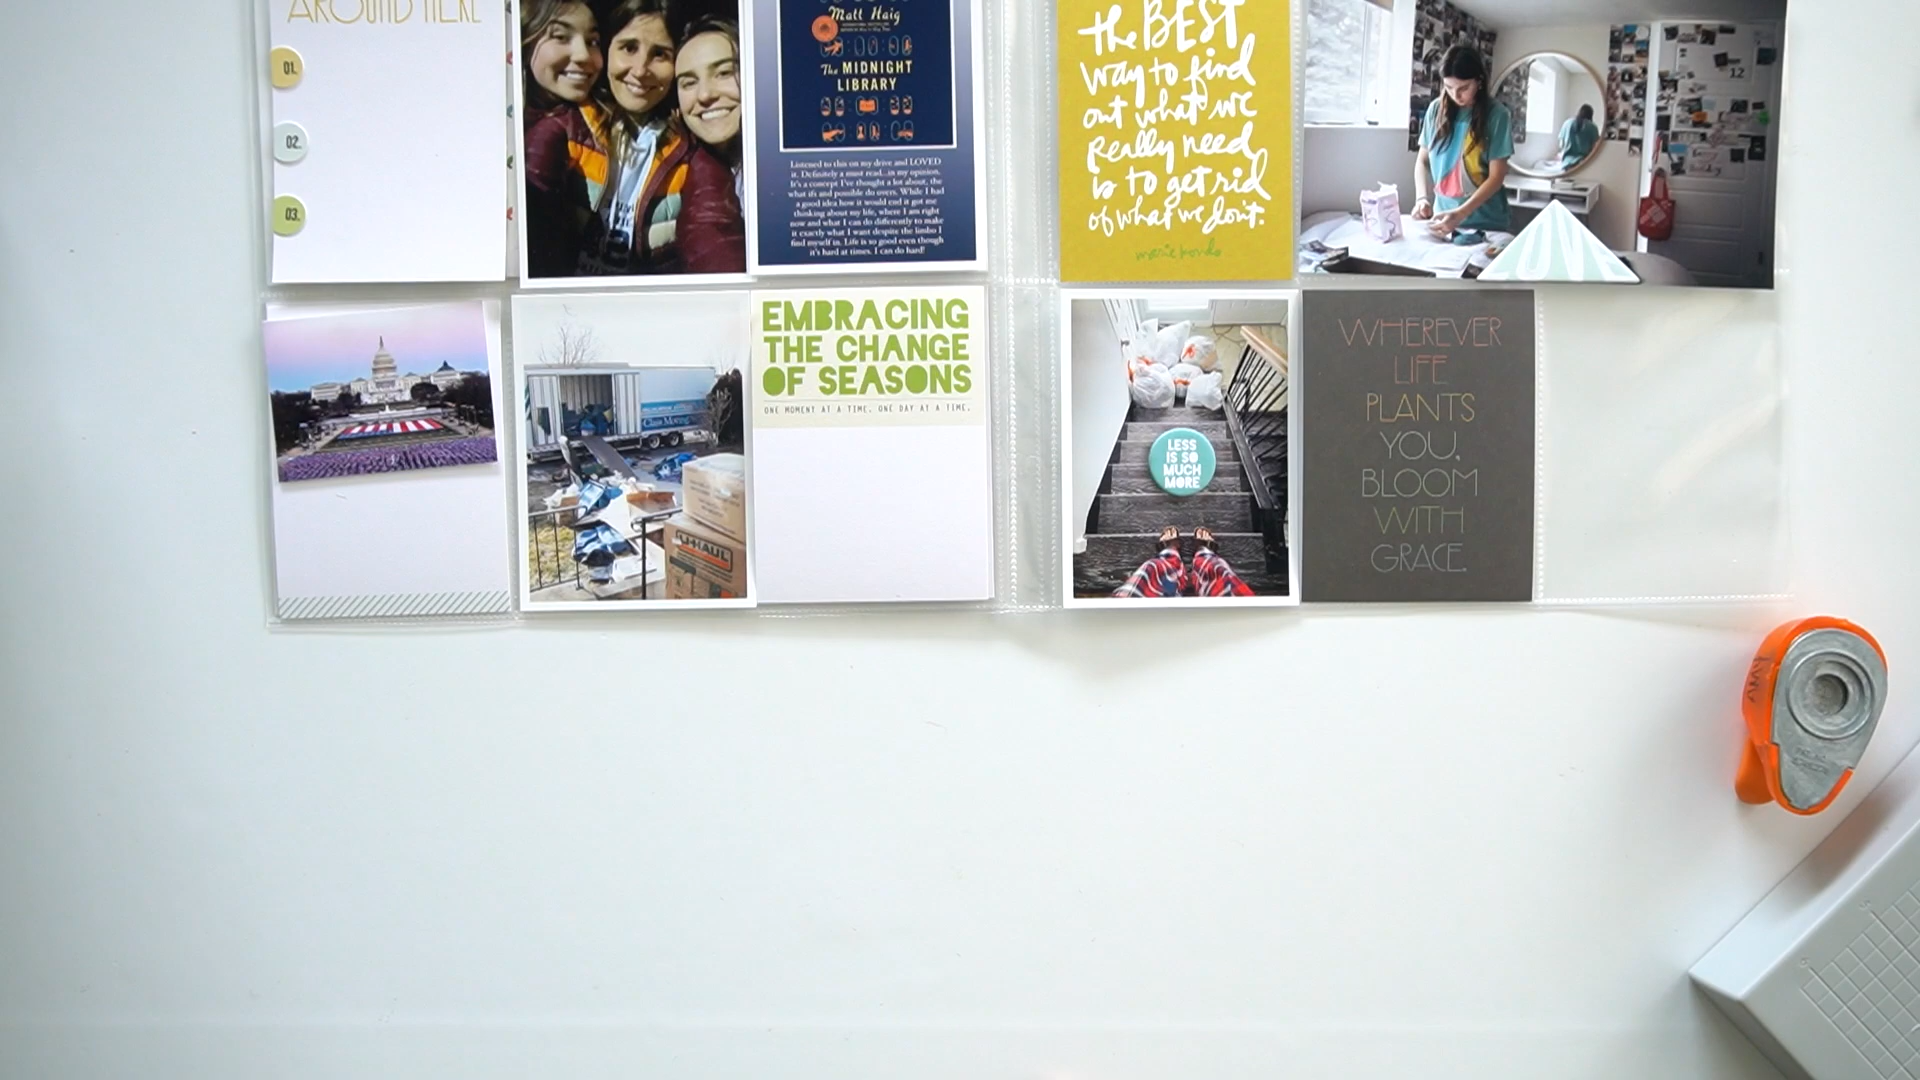 AROUND HERE
01.
02.
03.
Matt Haig
The MIDNIGHT
LIBRARY
Listened to this on my drive and LOVED
it. Definitely a must read...in my opinion.
It's a concept I've thought a lot about, the
what ifs and possible do overs. While I had
a good idea how it would end it got me
thinking about my life, where I am right
now and what I can do differently to make
it exactly what I want despite the limbo I
find myself in. Life is so good even though
it's hard at times. I can do hard!
the BEST
way to find
out what we
really need
is to get rid
of what we don't.
marie kondo
12
LOVE
Class Moving
U-HAUL
EMBRACING
THE CHANGE
OF SEASONS
ONE MOMENT AT A TIME. ONE DAY AT A TIME.
LESS
IS SO
MUCH
MORE
WHEREVER
LIFE
PLANTS
YOU,
BLOOM
WITH
GRACE.